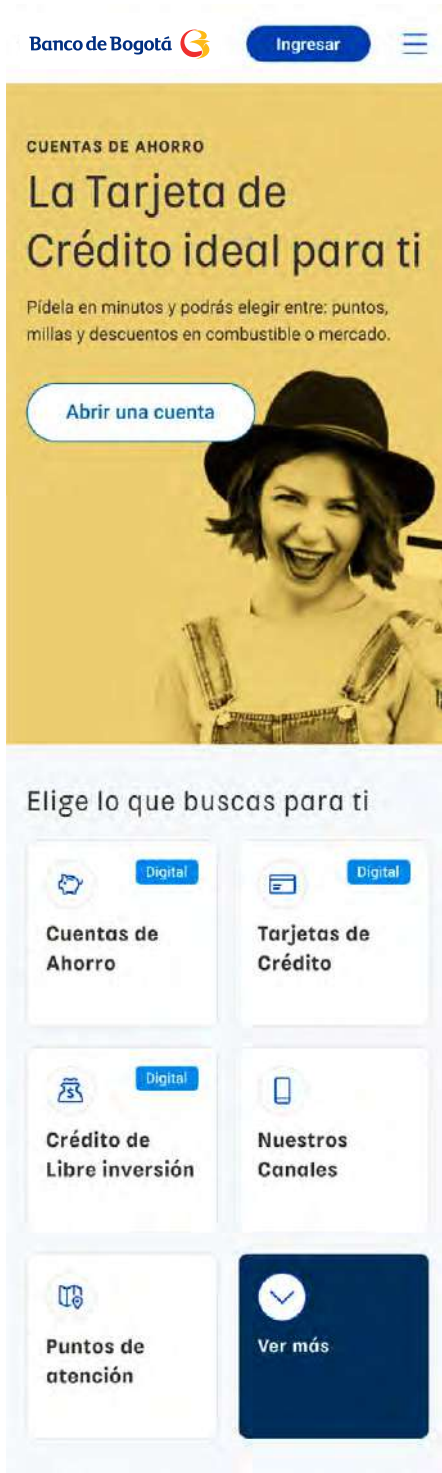 Banco de Bogotá
Ingresar
CUENTAS DE AHORRO
La Tarjeta de
Crédito ideal para ti
Pídela en minutos y podrás elegir entre: puntos,
millas y descuentos en combustible o mercado.
Abrir una cuenta
Elige lo que buscas para ti
Digital
Cuentas de
Ahorro
Digital
Tarjetas de
Crédito
Digital
Crédito de
Libre inversión
Nuestros
Canales
Puntos de
atención
Ver más